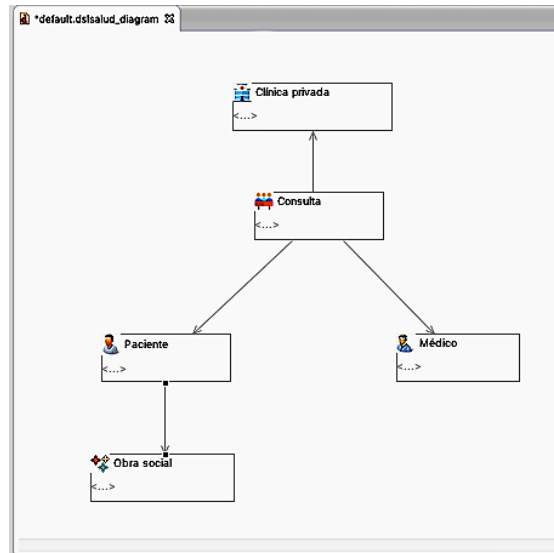 *default.dslsalud_diagram
Clínica privada
<...>
Consulta
<...>
Paciente
<...>
Médico
<...>
Obra social
<...>